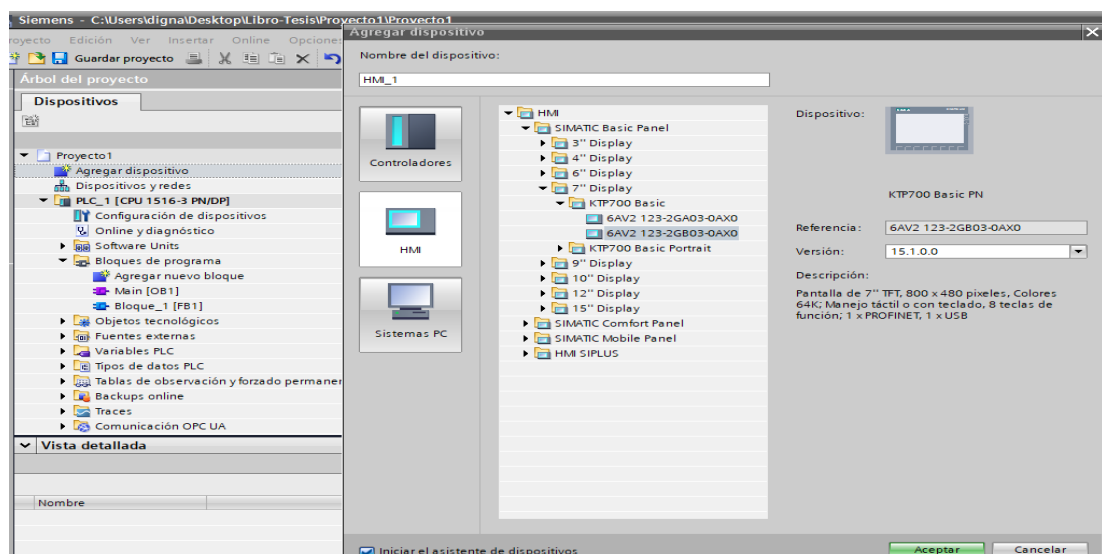 Siemens - C:\Users\digna\Desktop\Libro-Tesis\Proyecto1\Proyecto1
royecto Edición Ver Insertar Online Opciones
Guardar proyecto
Árbol del proyecto
Dispositivos
Proyecto1
Agregar dispositivo
Dispositivos y redes
PLC_1 [CPU 1516-3 PN/DP]
Configuración de dispositivos
Online y diagnóstico
Software Units
Bloques de programa
Agregar nuevo bloque
Main [OB1]
Bloque_1 [FB1]
Objetos tecnológicos
Fuentes externas
Variables PLC
Tipos de datos PLC
Tablas de observación y forzado permaner
Backups online
Traces
Comunicación OPC UA
Vista detallada
Nombre
Agregar dispositivo
Nombre del dispositivo:
HMI_1
Controladores
HMI
Sistemas PC
HMI
SIMATIC Basic Panel
3'' Display
4'' Display
6'' Display
7'' Display
KTP700 Basic
6AV2 123-2GA03-0AX0
6AV2 123-2GB03-0AX0
KTP700 Basic Portrait
9'' Display
10'' Display
12'' Display
15'' Display
SIMATIC Comfort Panel
SIMATIC Mobile Panel
HMI SIPLUS
Dispositivo:
KTP700 Basic PN
Referencia: 6AV2 123-2GB03-0AX0
Versión: 15.1.0.0
Descripción:
Pantalla de 7'' TFT, 800 x 480 pixeles, Colores
64K; Manejo táctil o con teclado, 8 teclas de
función; 1 x PROFINET, 1 x USB
Iniciar el asistente de dispositivos
Aceptar Cancelar